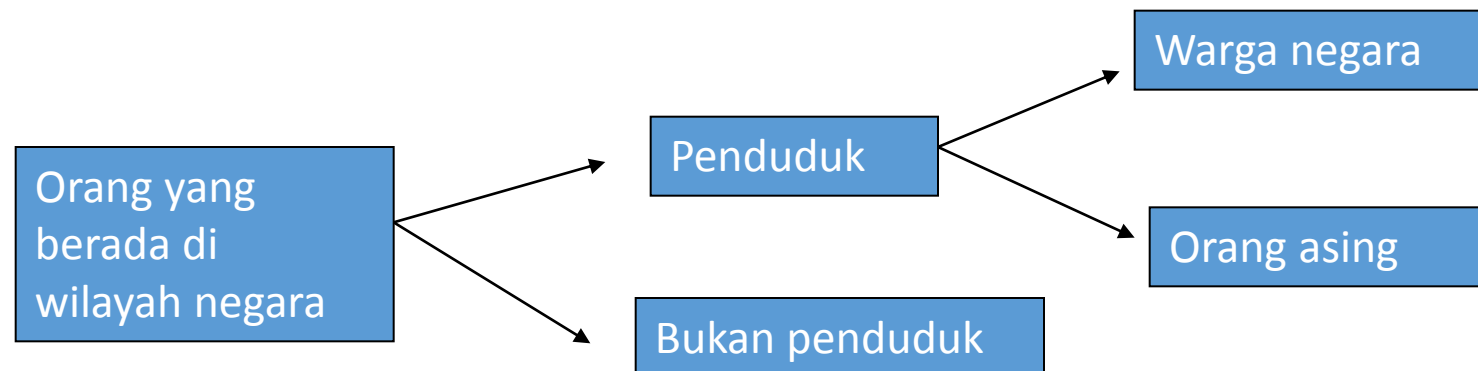 Orang yang
berada di
wilayah negara
Penduduk
Bukan penduduk
Warga negara
Orang asing